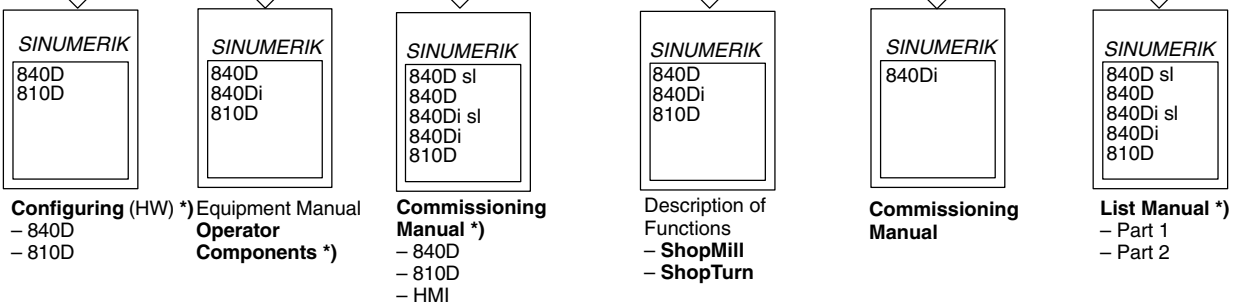 SINUMERIK
840D
810D
Configuring (HW) *)
– 840D
– 810D
SINUMERIK
840D
840Di
810D
Equipment Manual
Operator
Components *)
SINUMERIK
840D sl
840D
840Di sl
840Di
810D
Commissioning
Manual *)
– 840D
– 810D
– HMI
SINUMERIK
840D
840Di
810D
Description of
Functions
– ShopMill
– ShopTurn
SINUMERIK
840Di
Commissioning
Manual
SINUMERIK
840D sl
840D
840Di sl
840Di
810D
List Manual *)
– Part 1
– Part 2